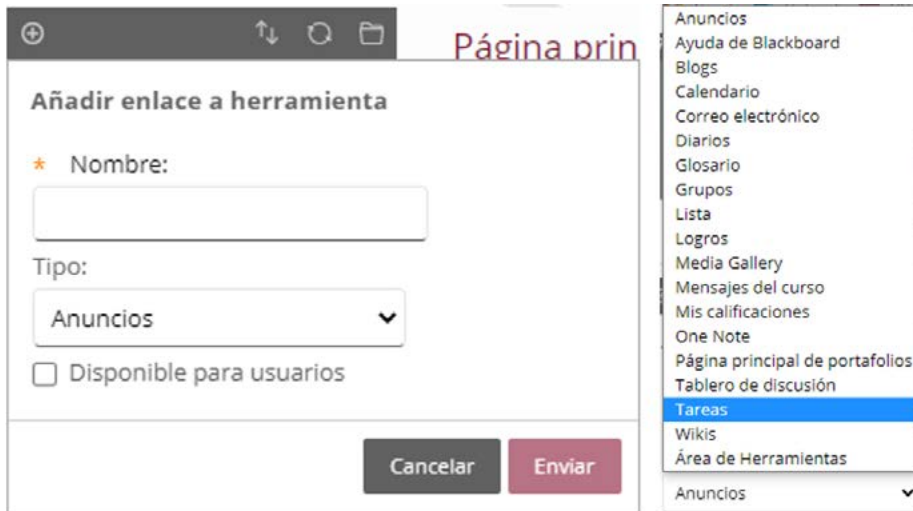 Página prin
Añadir enlace a herramienta
* Nombre:
Tipo:
Anuncios
Disponible para usuarios
Cancelar
Enviar
Anuncios
Ayuda de Blackboard
Blogs
Calendario
Correo electrónico
Diarios
Glosario
Grupos
Lista
Logros
Media Gallery
Mensajes del curso
Mis calificaciones
One Note
Página principal de portafolios
Tablero de discusión
Tareas
Wikis
Área de Herramientas
Anuncios